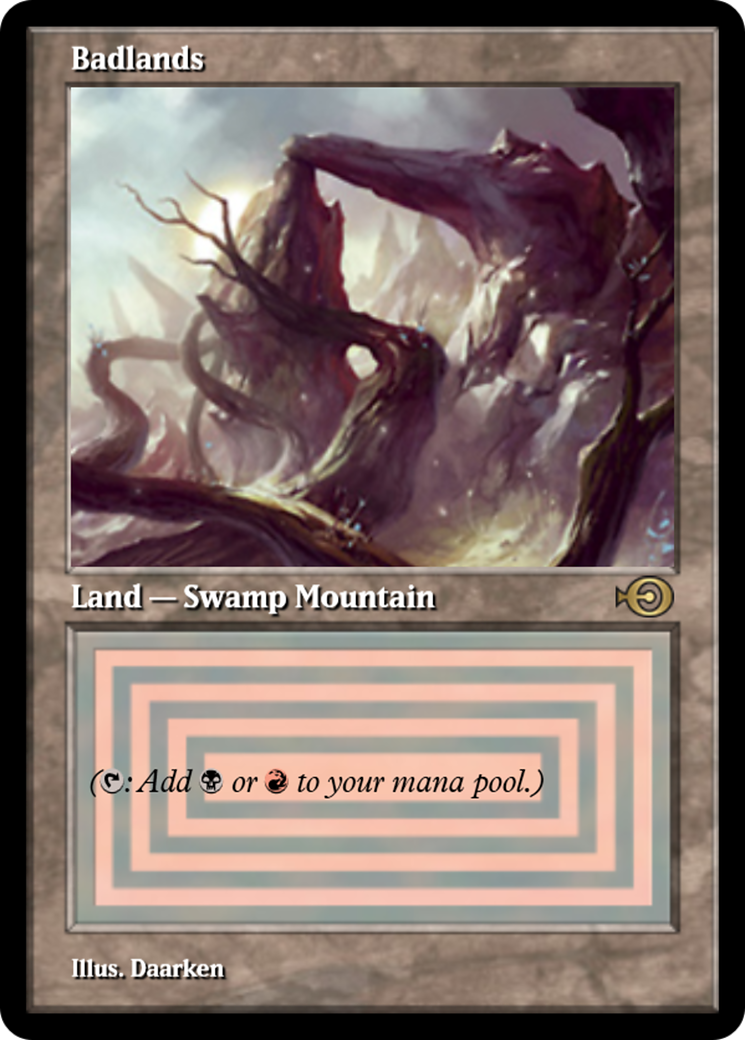 Badlands
Land — Swamp Mountain
(: Add or to your mana pool.)
Illus. Daarken